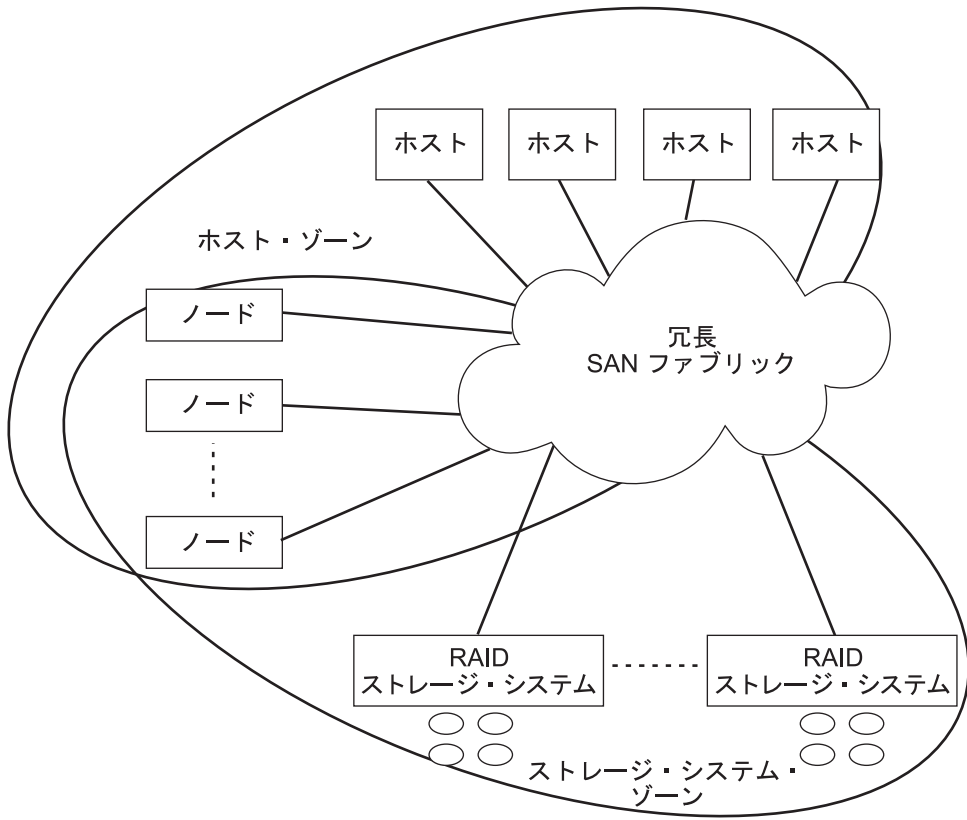 ホスト
ホスト
ホスト
ホスト
ホスト・ゾーン
ノード
冗長
SAN ファブリック
ノード
ノード
RAID
ストレージ・システム
RAID
ストレージ・システム
ストレージ・システム・
ゾーン